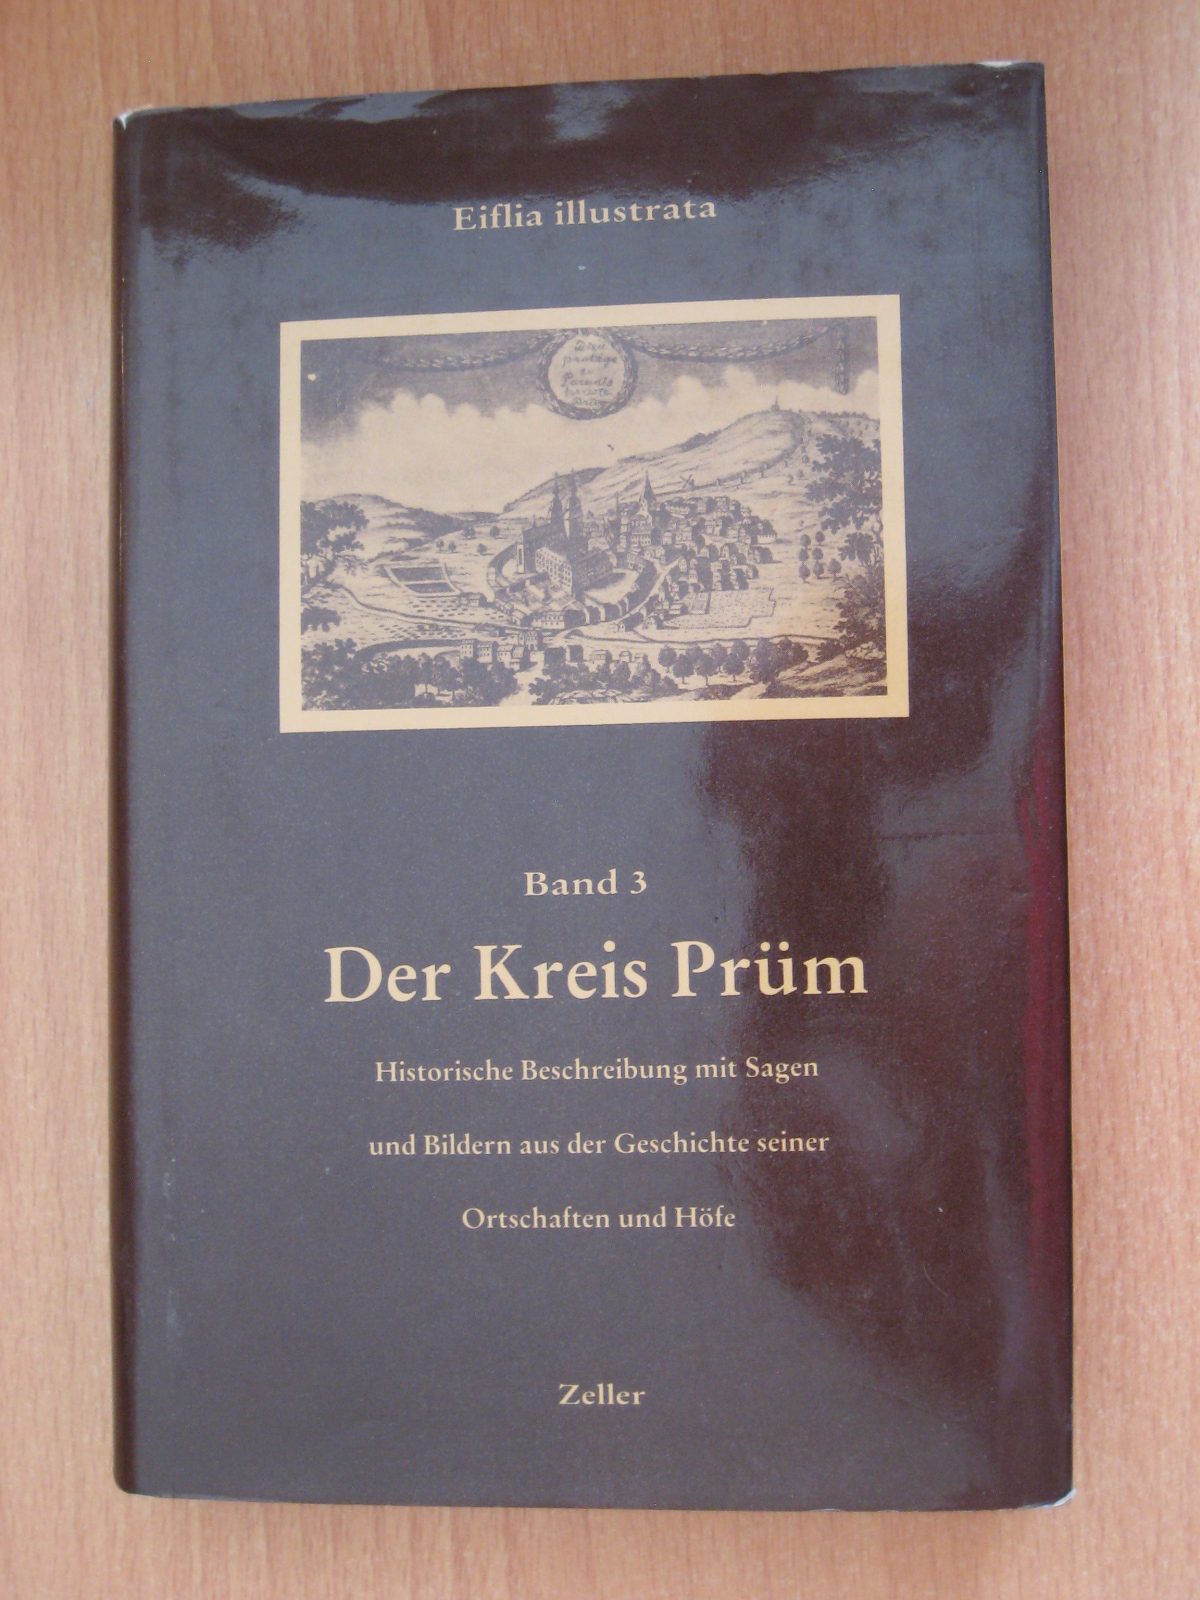 Eiflia illustrata
protége
Band 3
Der Kreis Prüm
Historische Beschreibung mit Sagen
und Bildern aus der Geschichte seiner
Ortschaften und Höfe
Zeller